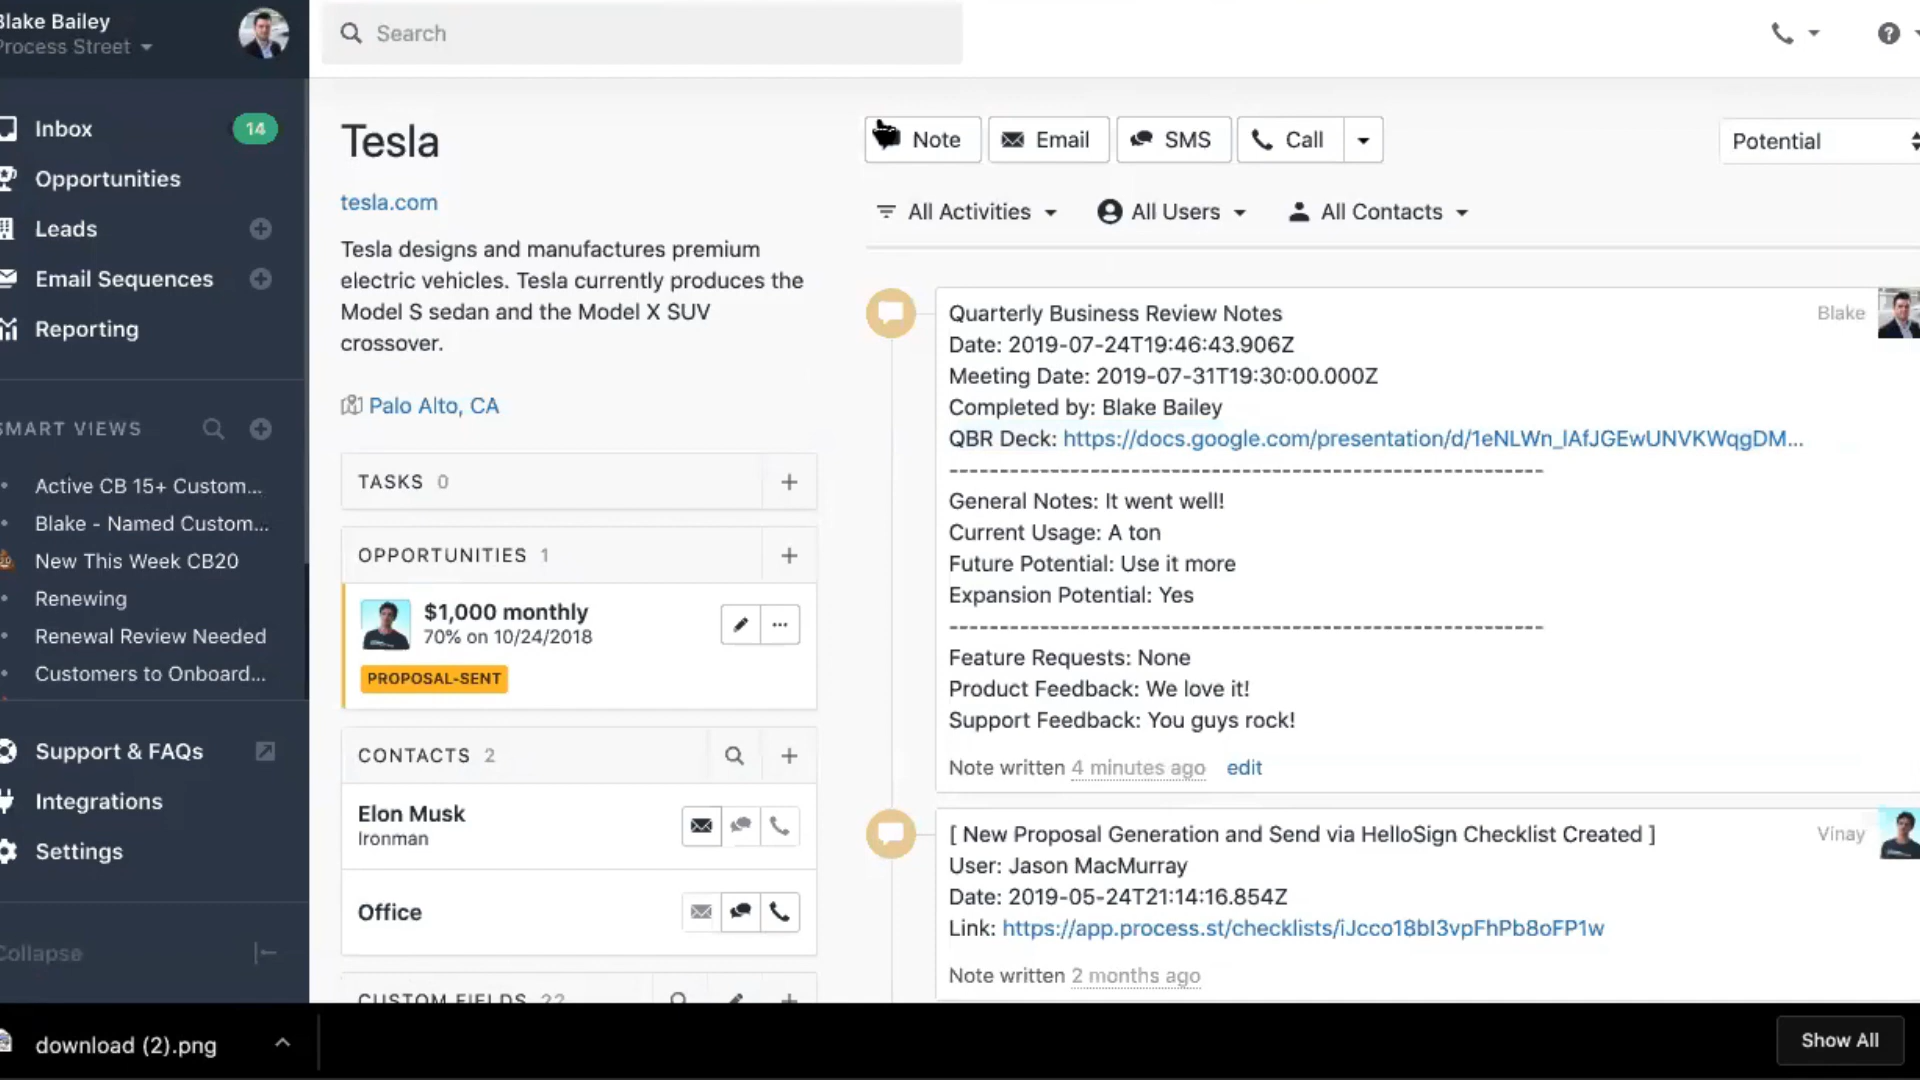 Blake Bailey
Process Street
Search
Inbox
14
Opportunities
Leads
Email Sequences
Reporting
SMART VIEWS
Active CB 15+ Custom...
Blake - Named Custom...
New This Week CB20
Renewing
Renewal Review Needed
Customers to Onboard...
Support & FAQs
Integrations
Settings
Collapse
Tesla
tesla.com
Tesla designs and manufactures premium
electric vehicles. Tesla currently produces the
Model S sedan and the Model X SUV
crossover.
Palo Alto, CA
TASKS 0
OPPORTUNITIES 1
$1,000 monthly
70% on 10/24/2018
PROPOSAL-SENT
CONTACTS 2
Elon Musk
Ironman
Office
CUSTOM FIELDS 22
Note
Email
SMS
Call
Potential
All Activities
All Users
All Contacts
Quarterly Business Review Notes
Blake
Date: 2019-07-24T19:46:43.906Z
Meeting Date: 2019-07-31T19:30:00.000Z
Completed by: Blake Bailey
QBR Deck: https://docs.google.com/presentation/d/1eNLWn_lAfJGEwUNVKWqgDM...
------------------------------------------------------------
General Notes: It went well!
Current Usage: A ton
Future Potential: Use it more
Expansion Potential: Yes
------------------------------------------------------------
Feature Requests: None
Product Feedback: We love it!
Support Feedback: You guys rock!
Note written 4 minutes ago edit
[ New Proposal Generation and Send via HelloSign Checklist Created ]
Vinay
User: Jason MacMurray
Date: 2019-05-24T21:14:16.854Z
Link: https://app.process.st/checklists/iJcco18bI3vpFhPb8oFP1w
Note written 2 months ago
download (2).png
Show All